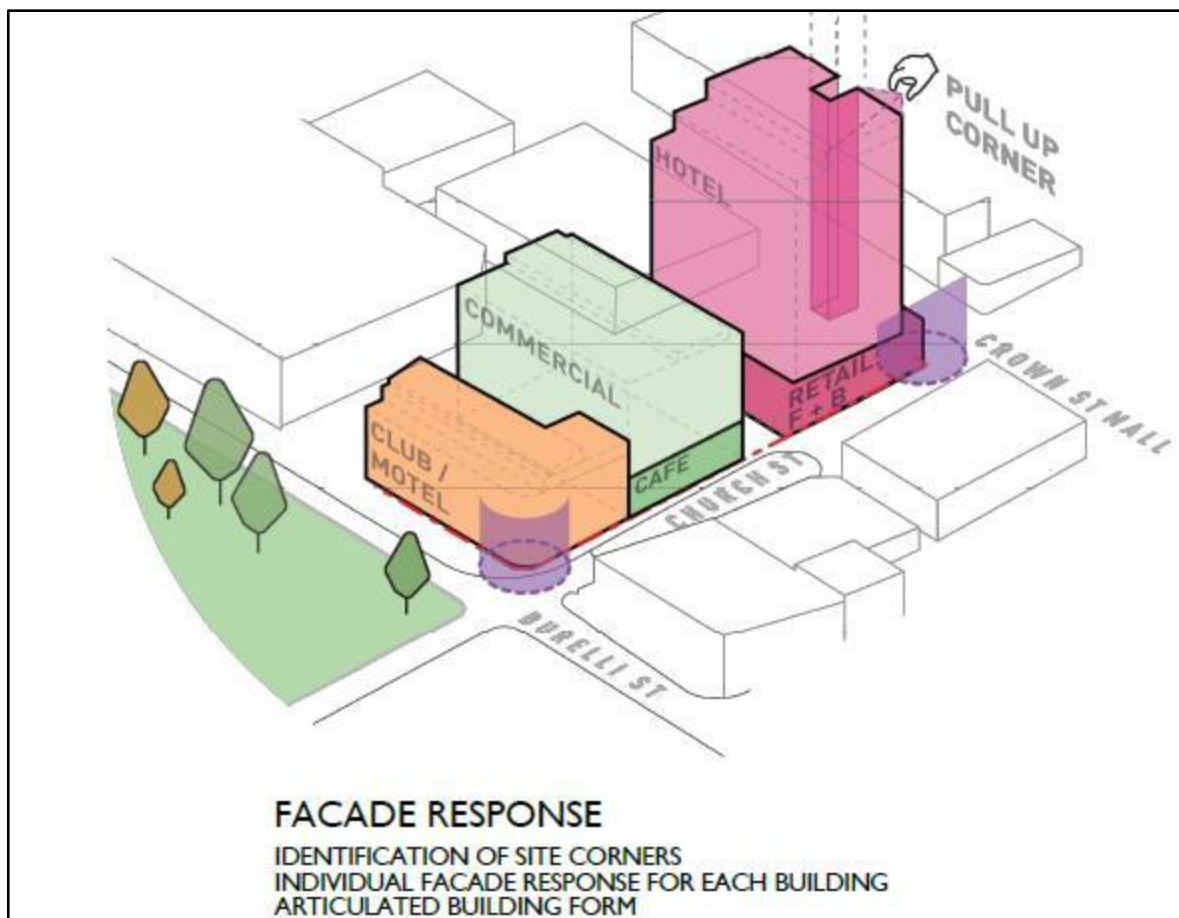 PULL UP
CORNER
HOTEL
COMMERCIAL
RETAIL
F + B
CROWN ST MALL
CLUB /
MOTEL
CAFE
CHURCH ST
BURELLI ST
FACADE RESPONSE
IDENTIFICATION OF SITE CORNERS
INDIVIDUAL FACADE RESPONSE FOR EACH BUILDING
ARTICULATED BUILDING FORM